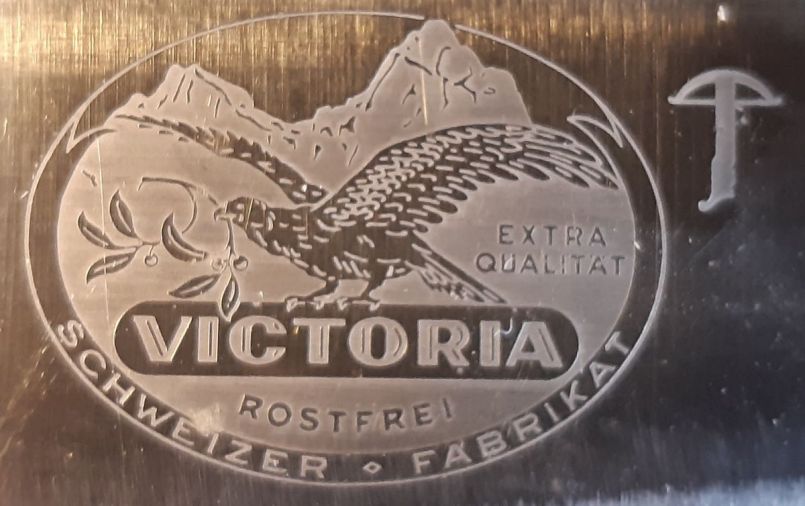 EXTRA
QUALITÄT
VICTORIA
ROSTFREI
SCHWEIZER ◇ FABRIKAT